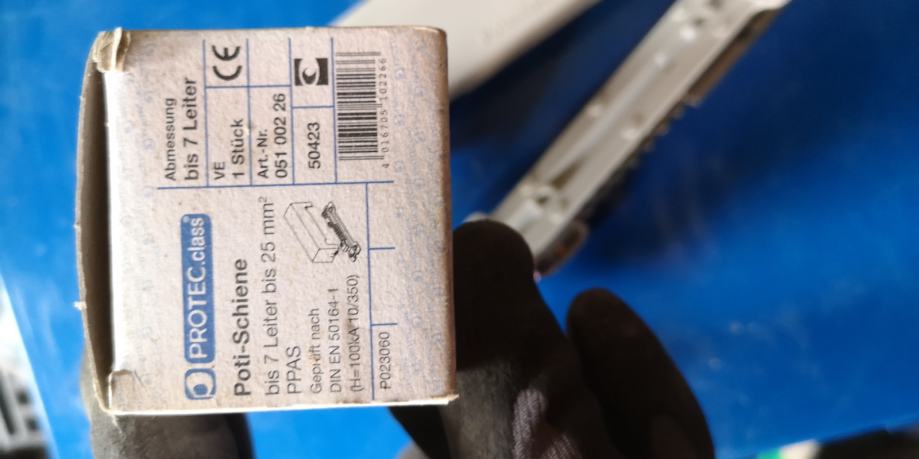 PROTEC.class®
Poti-Schiene
bis 7 Leiter bis 25 mm²
PPAS
Geprüft nach
DIN EN 50164-1
(H=100kA 10/350)
P023060
Abmessung
bis 7 Leiter
VE
1 Stück
CE
Art.-Nr.
051 002 26
50423
4 016705 102266